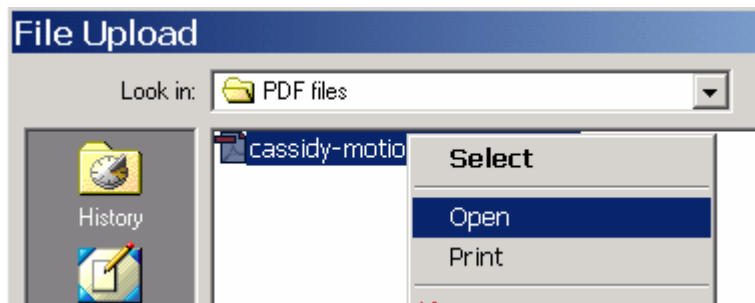 File Upload
Look in: PDF files
cassidy-motio
Select
History
Open
Print